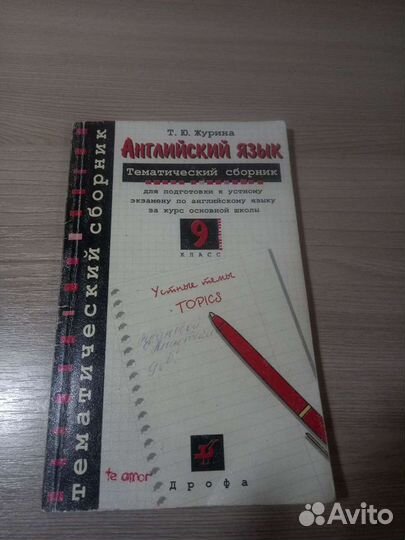 Т. Ю. Журина
Английский язык
Тематический сборник
для подготовки к устному
экзамену по английскому языку
за курс основной школы
9
КЛАСС
Устные темы
TOPICS
te amor
Дрофа
тематический сборник
Avito